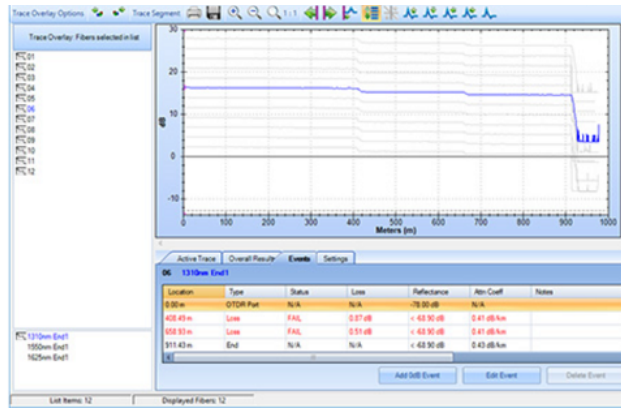 Trace Overlay Options Trace Segment 1:1
Trace Overlay: Fibers selected in list
01
02
03
04
05
06
07
08
09
10
11
12
30
20
10
0
-10
dB
0 100 200 300 400 500 600 700 800 900 1000
Meters (m)
Active Trace Overall Results Events Settings
06 1310nm End1
Location Type Status Loss Reflectance Attn Coeff Notes
0.00 m OTDR Port N/A N/A -78.00 dB N/A
408.49 m Loss FAIL 0.87 dB < -68.90 dB 0.41 dB/km
658.93 m Loss FAIL 0.51 dB < -68.90 dB 0.41 dB/km
911.43 m End N/A N/A < -68.90 dB 0.43 dB/km
1310nm End1
1550nm End1
1625nm End1
Add 0dB Event Edit Event Delete Event
List Items: 12 Displayed Fibers: 12